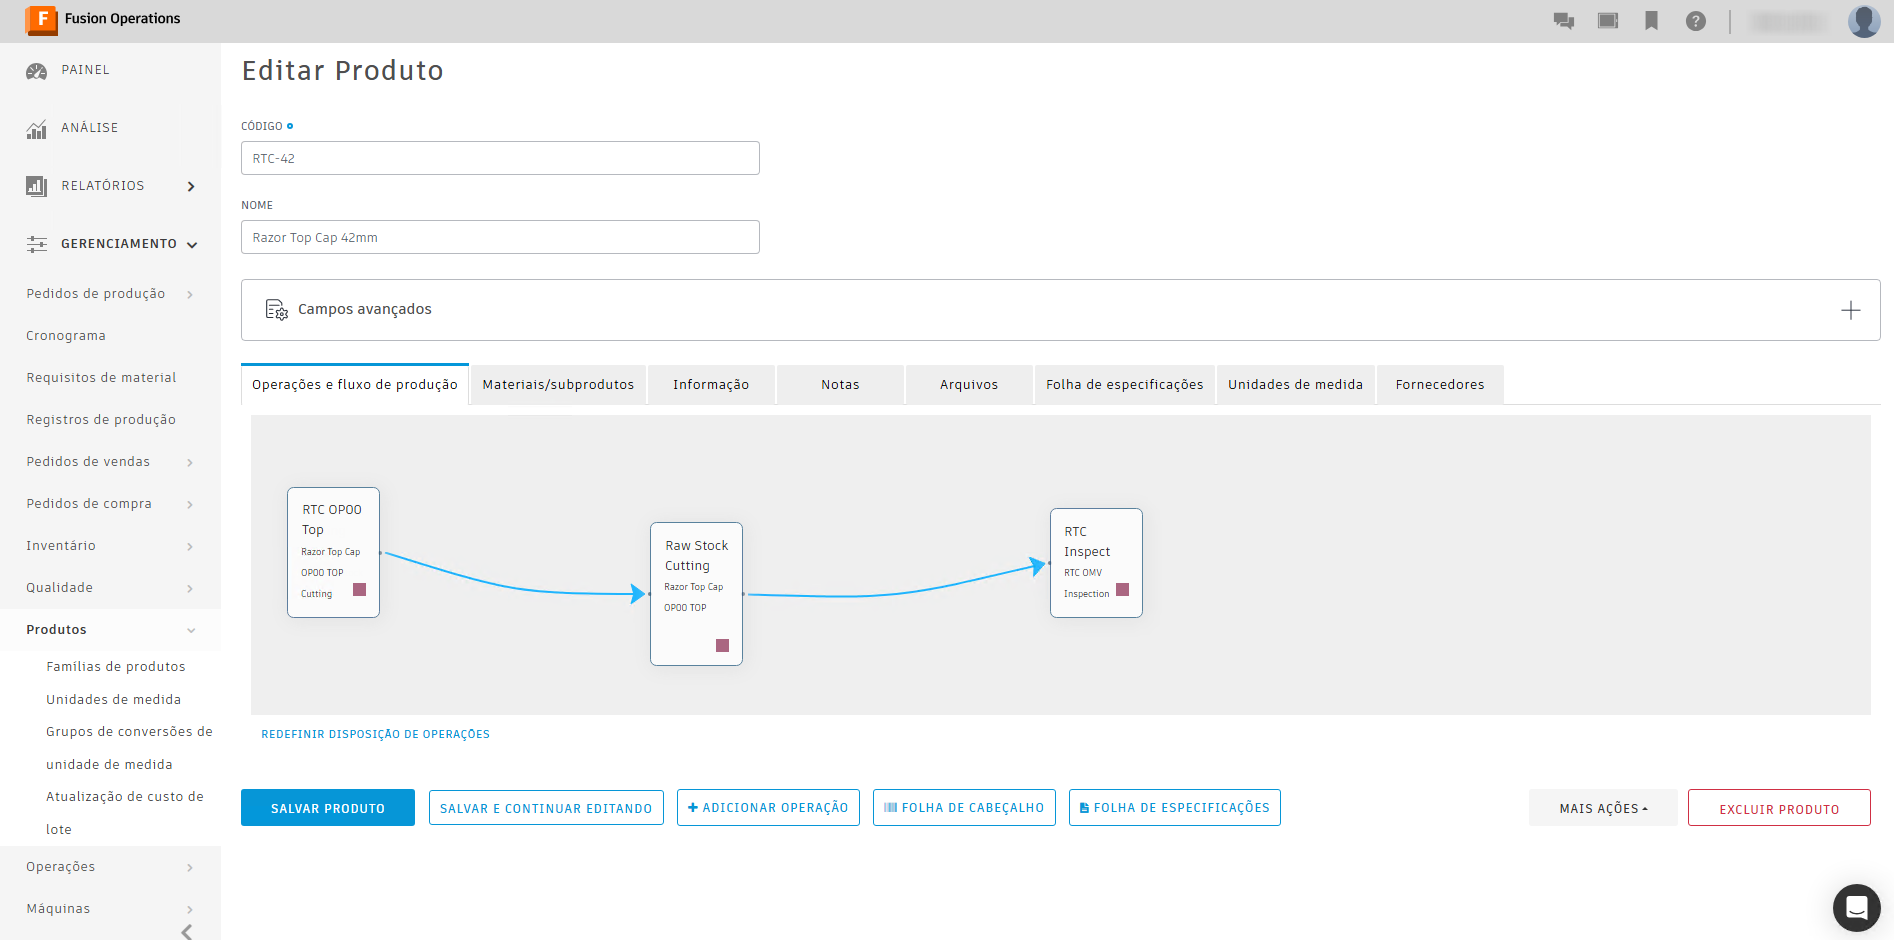 F Fusion Operations
PAINEL
ANÁLISE
RELATÓRIOS
GERENCIAMENTO
Pedidos de produção
Cronograma
Requisitos de material
Registros de produção
Pedidos de vendas
Pedidos de compra
Inventário
Qualidade
Produtos
Famílias de produtos
Unidades de medida
Grupos de conversões de
unidade de medida
Atualização de custo de
lote
Operações
Máquinas
Editar Produto
CÓDIGO
RTC-42
NOME
Razor Top Cap 42mm
Campos avançados
Operações e fluxo de produção Materiais/subprodutos Informação Notas Arquivos Folha de especificações Unidades de medida Fornecedores
RTC OP00
Top
Razor Top Cap
OP00 TOP
Cutting
Raw Stock
Cutting
Razor Top Cap
OP00 TOP
RTC
Inspect
RTC OMV
Inspection
REDEFINIR DISPOSIÇÃO DE OPERAÇÕES
SALVAR PRODUTO SALVAR E CONTINUAR EDITANDO ADICIONAR OPERAÇÃO FOLHA DE CABEÇALHO FOLHA DE ESPECIFICAÇÕES MAIS AÇÕES EXCLUIR PRODUTO